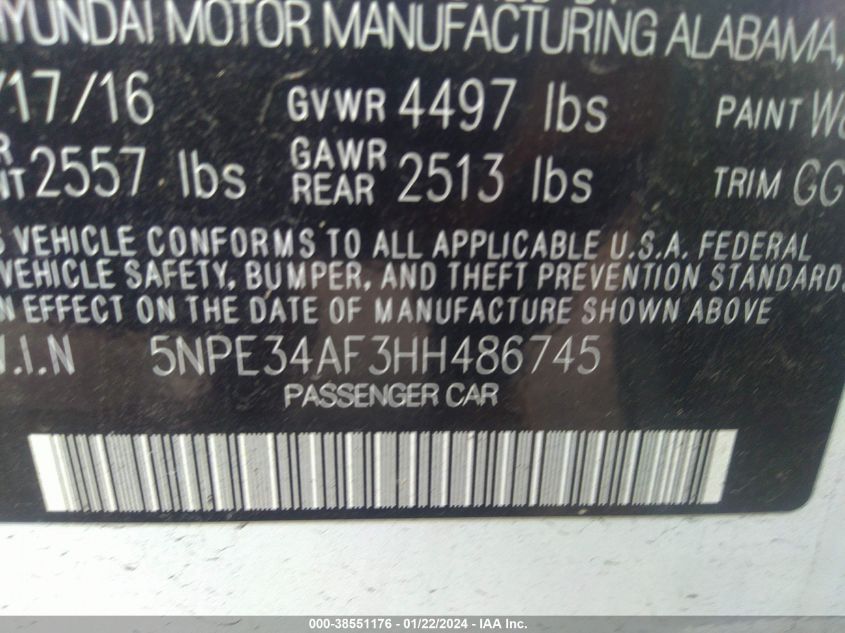 HYUNDAI MOTOR MANUFACTURING ALABAMA,
/17/16 GVWR 4497 lbs PAINT
2557 lbs GAWR REAR 2513 lbs TRIM GG
VEHICLE CONFORMS TO ALL APPLICABLE U.S.A. FEDERAL
VEHICLE SAFETY, BUMPER, AND THEFT PREVENTION STANDARDS
N EFFECT ON THE DATE OF MANUFACTURE SHOWN ABOVE
V.I.N 5NPE34AF3HH486745
PASSENGER CAR
000-38551176 - 01/22/2024 - IAA Inc.